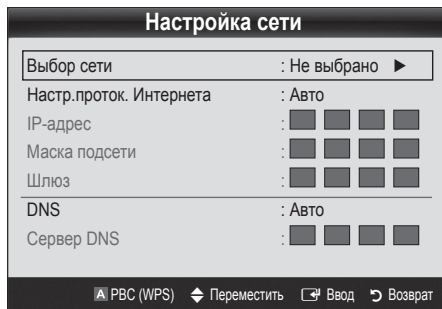 Настройка сети
Выбор сети : Не выбрано ►
Настр.проток. Интернета : Авто
IP-адрес :
Маска подсети :
Шлюз :
DNS : Авто
Сервер DNS :
A PBC (WPS) Переместить Ввод Возврат